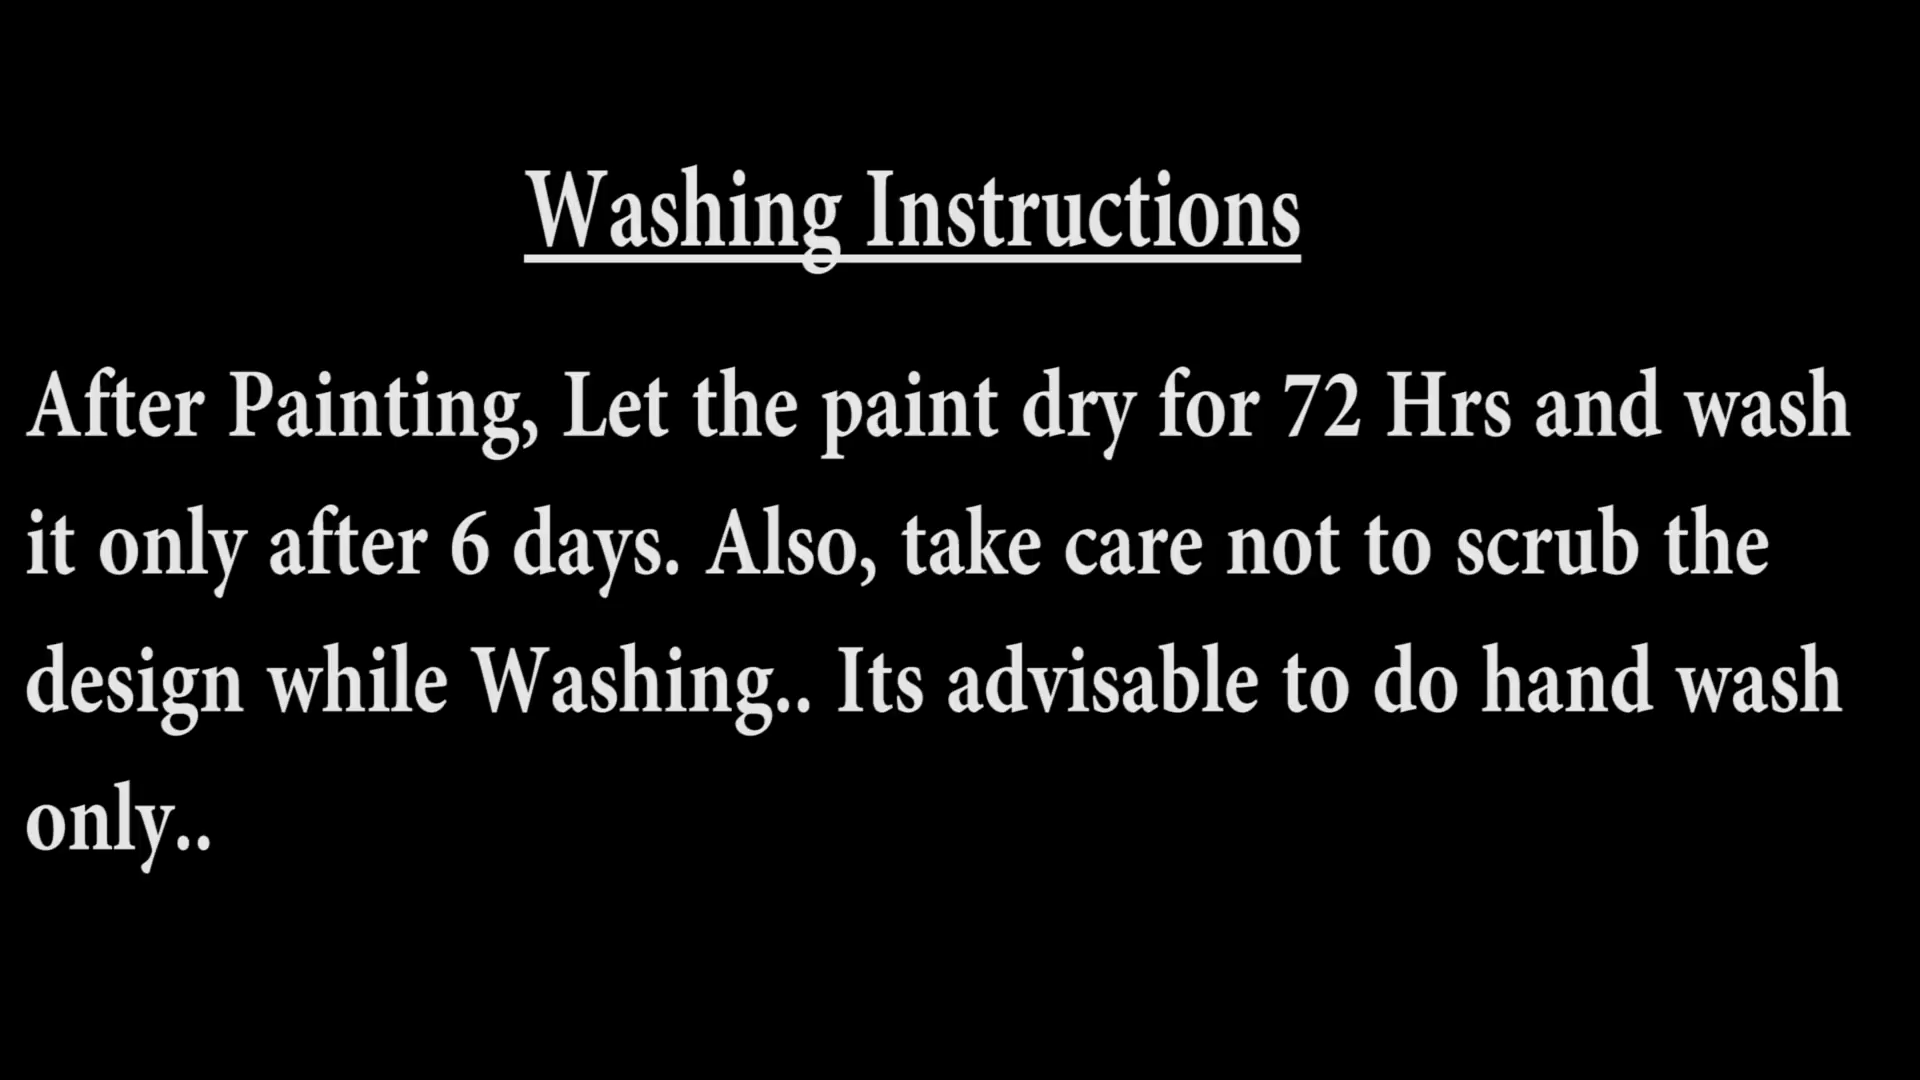 Washing Instructions
After Painting, Let the paint dry for 72 Hrs and wash
it only after 6 days. Also, take care not to scrub the
design while Washing.. Its advisable to do hand wash
only..